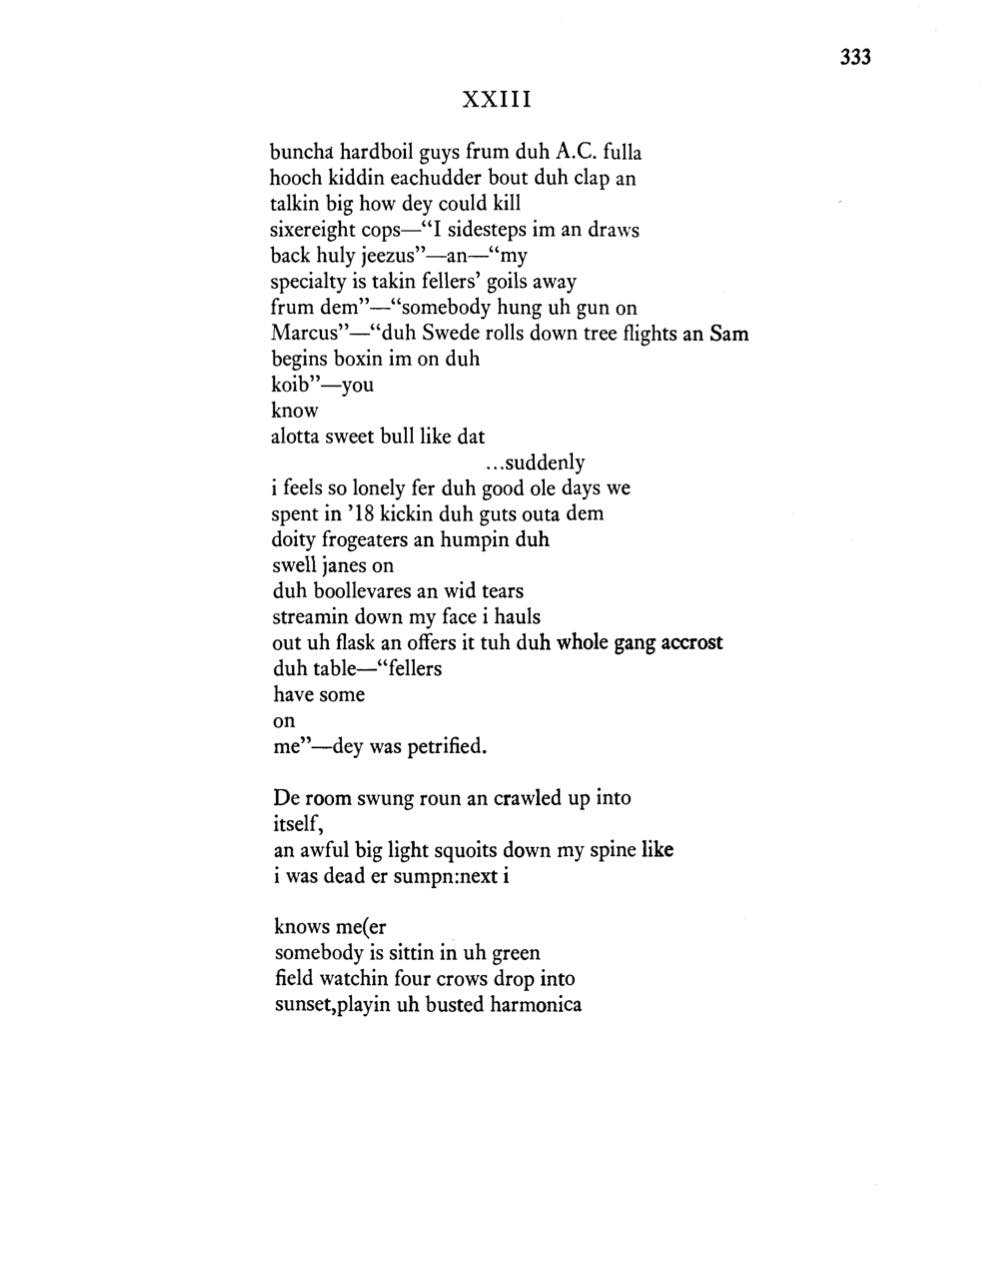 333
XXIII
buncha hardboil guys frum duh A.C. fulla
hooch kiddin eachudder bout duh clap an
talkin big how dey could kill
sixereight cops—“I sidesteps im an draws
back huly jeezus”—an—“my
specialty is takin fellers’ goils away
frum dem”—“somebody hung uh gun on
Marcus”—“duh Swede rolls down tree flights an Sam
begins boxin im on duh
koib”—you
know
alotta sweet bull like dat
...suddenly
i feels so lonely fer duh good ole days we
spent in ’18 kickin duh guts outa dem
doity frogeaters an humpin duh
swell janes on
duh boollevares an wid tears
streamin down my face i hauls
out uh flask an offers it tuh duh whole gang accrost
duh table—“fellers
have some
on
me”—dey was petrified.
De room swung roun an crawled up into
itself,
an awful big light squoits down my spine like
i was dead er sumpn:next i
knows me(er
somebody is sittin in uh green
field watchin four crows drop into
sunset,playin uh busted harmonica